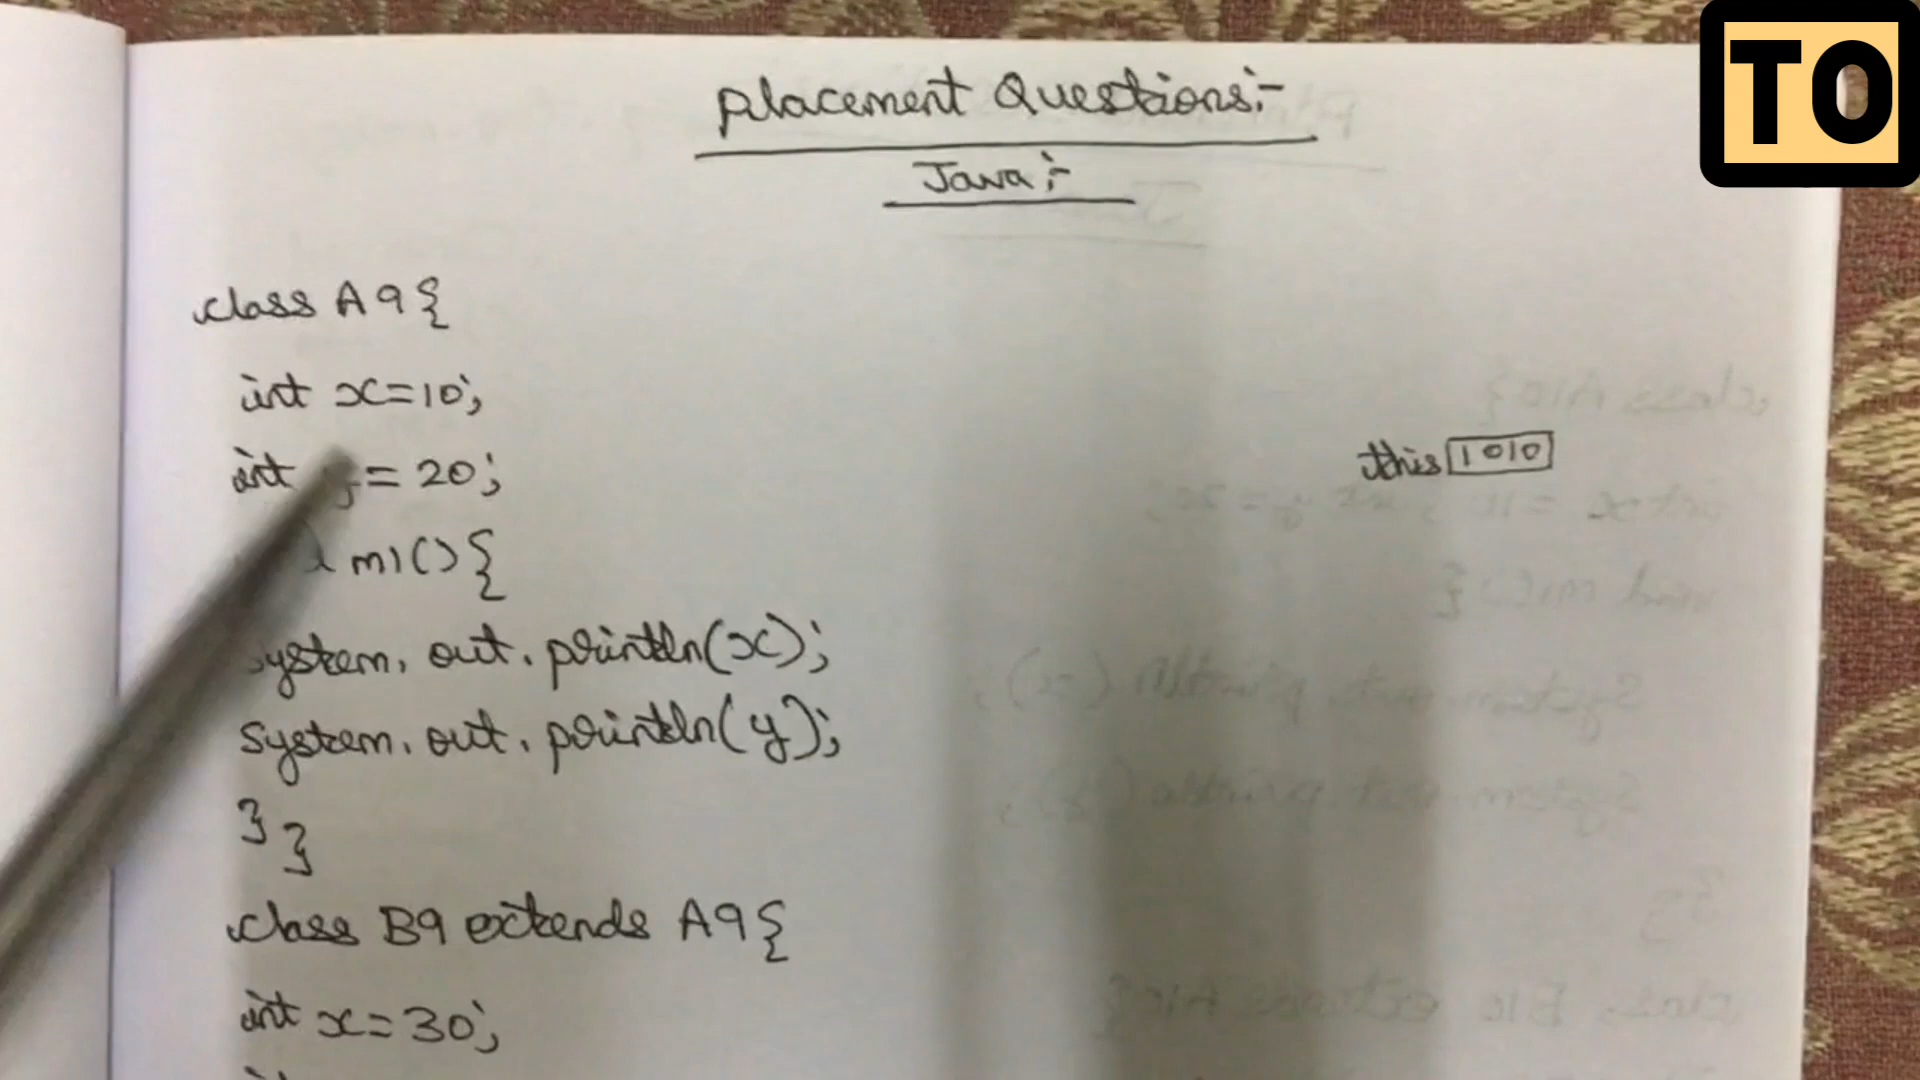 TO
Placement Questions:-
Java:-
class A9{
int x=10;
this 1010
int y = 20;
m1(){
System.out.println(x);
System.out.println(y);
}
}
class B9 extends A9{
int x=30;